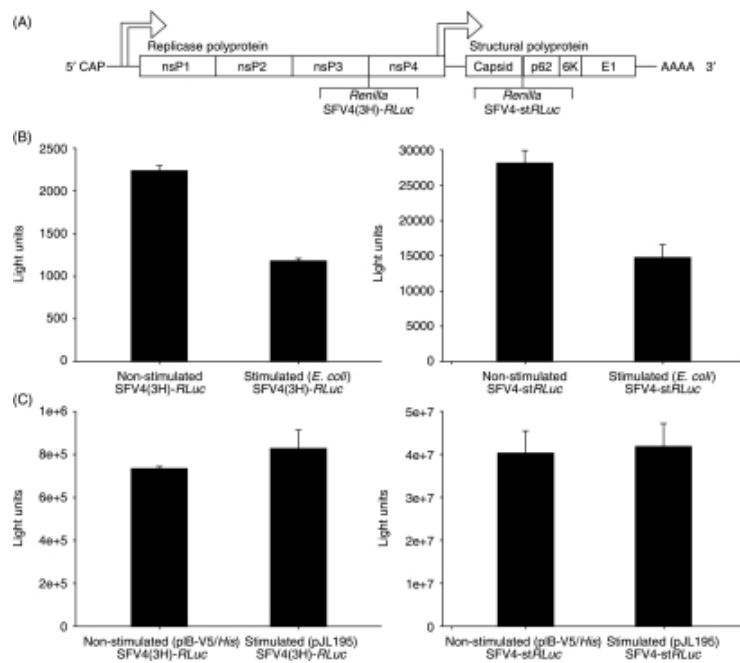 (A)
Replicase polyprotein Structural polyprotein
5′ CAP nsP1 nsP2 nsP3 nsP4 Capsid p62 6K E1 AAAA 3′
Renilla Renilla
SFV4(3H)-RLuc SFV4-stRLuc
(B)
Light units
2500
2000
1500
1000
500
0
Non-stimulated Stimulated (E. coli)
SFV4(3H)-RLuc SFV4(3H)-RLuc
Light units
30000
25000
20000
15000
10000
5000
0
Non-stimulated Stimulated (E. coli)
SFV4-stRLuc SFV4-stRLuc
(C)
Light units
1e+6
8e+5
6e+5
4e+5
2e+5
0
Non-stimulated (pIB-V5/His) Stimulated (pJL195)
SFV4(3H)-RLuc SFV4(3H)-RLuc
Light units
5e+7
4e+7
3e+7
2e+7
1e+7
0
Non-stimulated (pIB-V5/His) Stimulated (pJL195)
SFV4-stRLuc SFV4-stRLuc